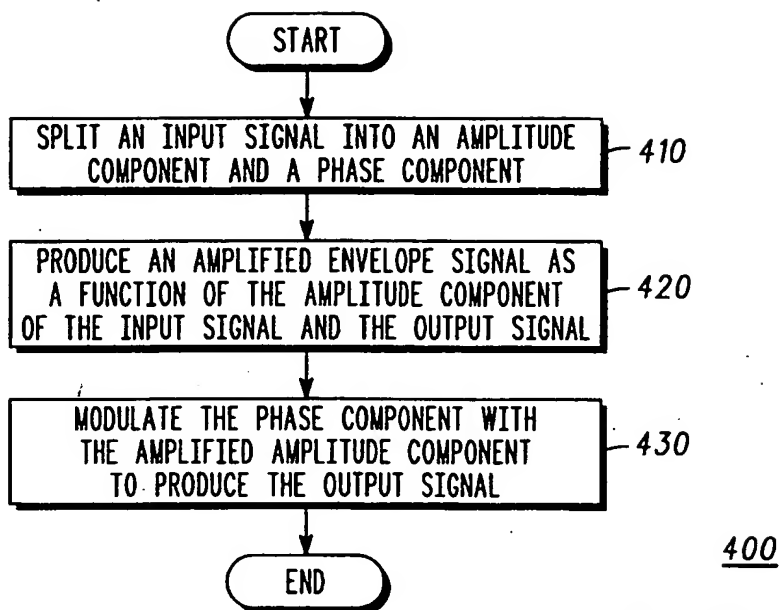 START
SPLIT AN INPUT SIGNAL INTO AN AMPLITUDE
COMPONENT AND A PHASE COMPONENT
410
PRODUCE AN AMPLIFIED ENVELOPE SIGNAL AS
A FUNCTION OF THE AMPLITUDE COMPONENT
OF THE INPUT SIGNAL AND THE OUTPUT SIGNAL
420
MODULATE THE PHASE COMPONENT WITH
THE AMPLIFIED AMPLITUDE COMPONENT
TO PRODUCE THE OUTPUT SIGNAL
430
END
400